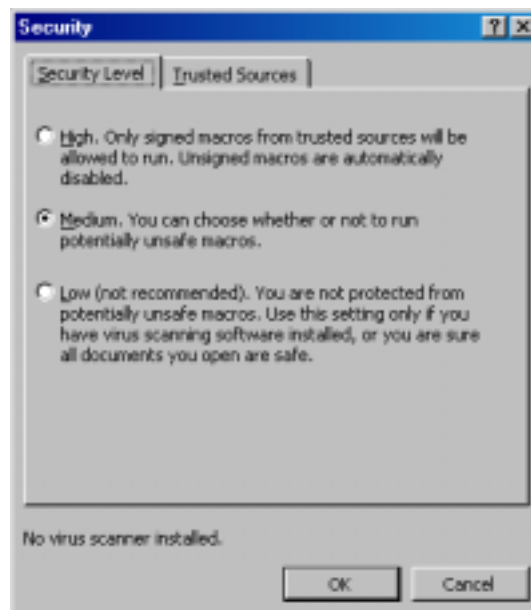 Security
Security Level
Trusted Sources
High. Only signed macros from trusted sources will be
allowed to run. Unsigned macros are automatically
disabled.
Medium. You can choose whether or not to run
potentially unsafe macros.
Low (not recommended). You are not protected from
potentially unsafe macros. Use this setting only if you
have virus scanning software installed, or you are sure
all documents you open are safe.
No virus scanner installed.
OK
Cancel